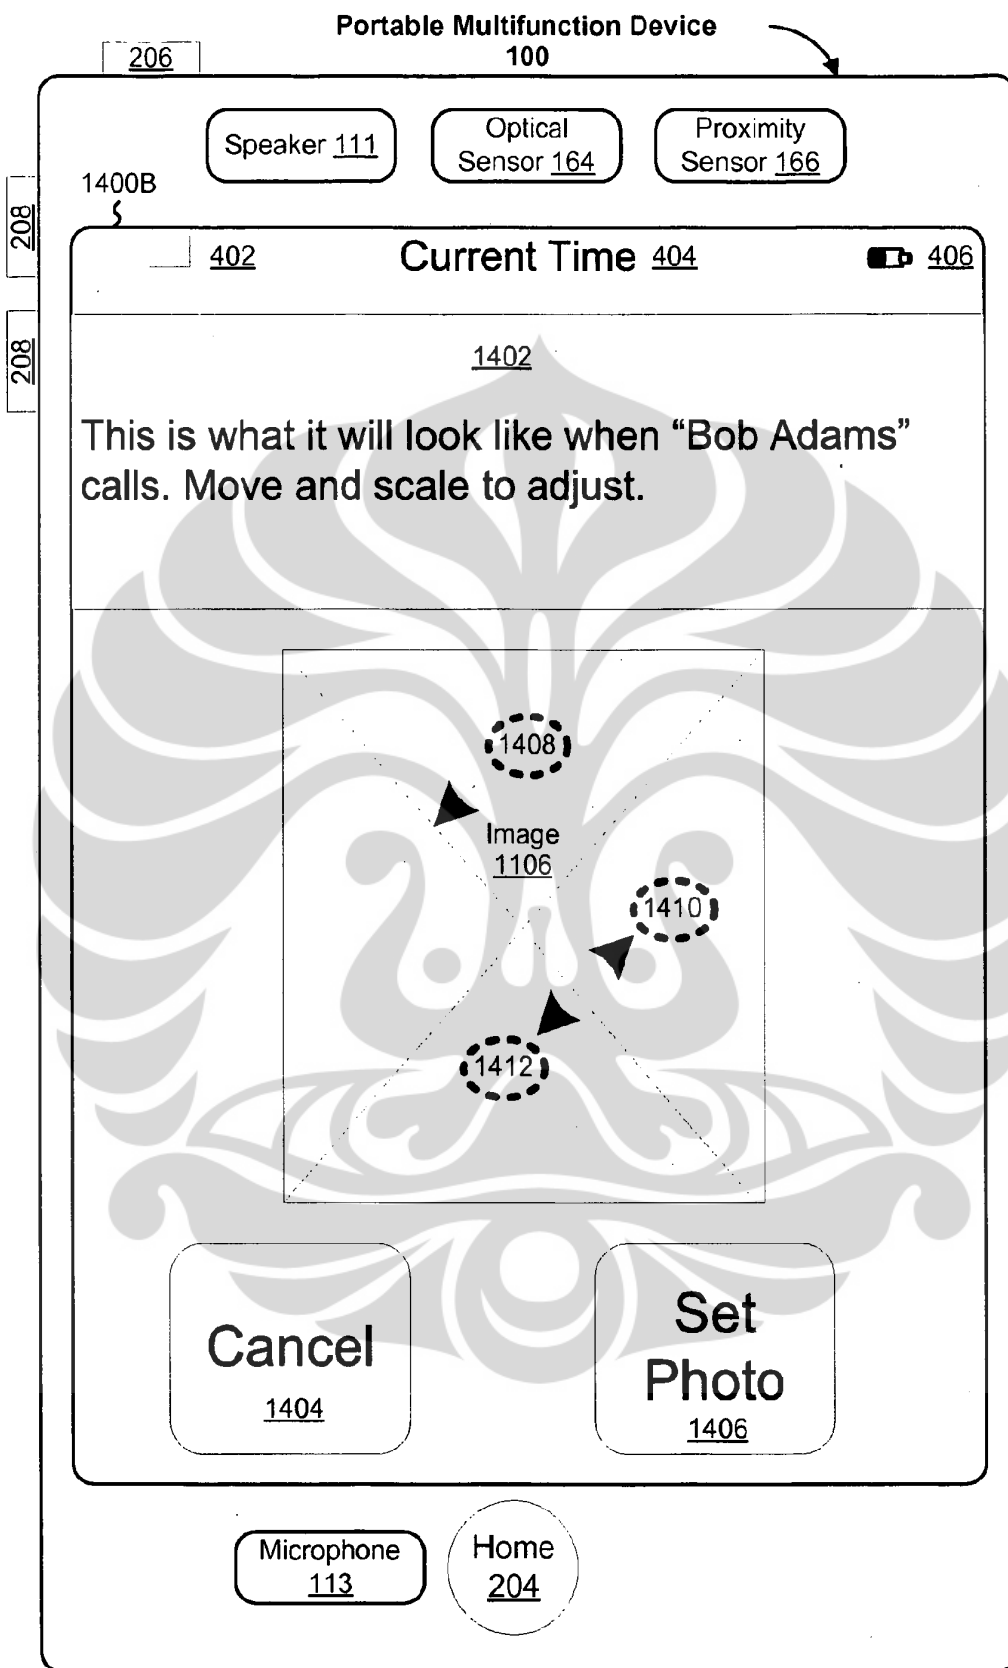 Portable Multifunction Device
100
206
Speaker 111
Optical
Sensor 164
Proximity
Sensor 166
1400B
208
402
Current Time 404
406
208
1402
This is what it will look like when “Bob Adams”
calls. Move and scale to adjust.
1408
Image
1106
1410
1412
Cancel
1404
Set
Photo
1406
Microphone
113
Home
204